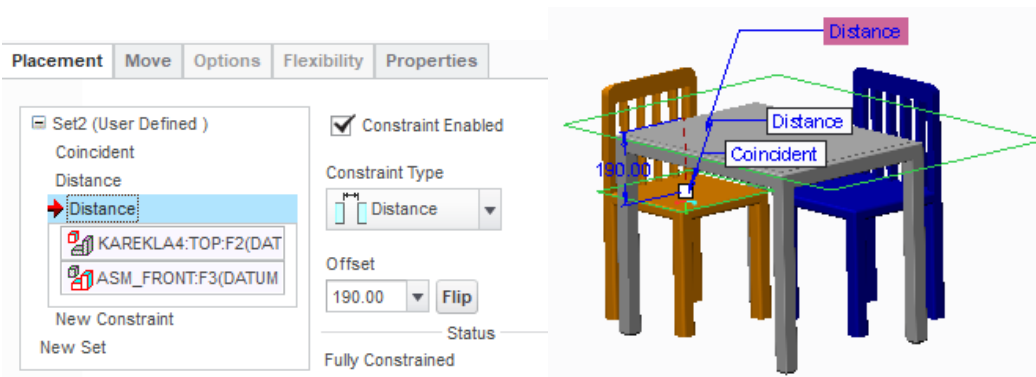 Placement Move Options Flexibility Properties
Set2 (User Defined )
Coincident
Distance
Distance
KAREKLA4:TOP:F2(DAT
ASM_FRONT:F3(DATUM
New Constraint
New Set
Constraint Enabled
Constraint Type
Distance
Offset
190.00 Flip
Status
Fully Constrained
Distance
Distance
Coincident
190.00